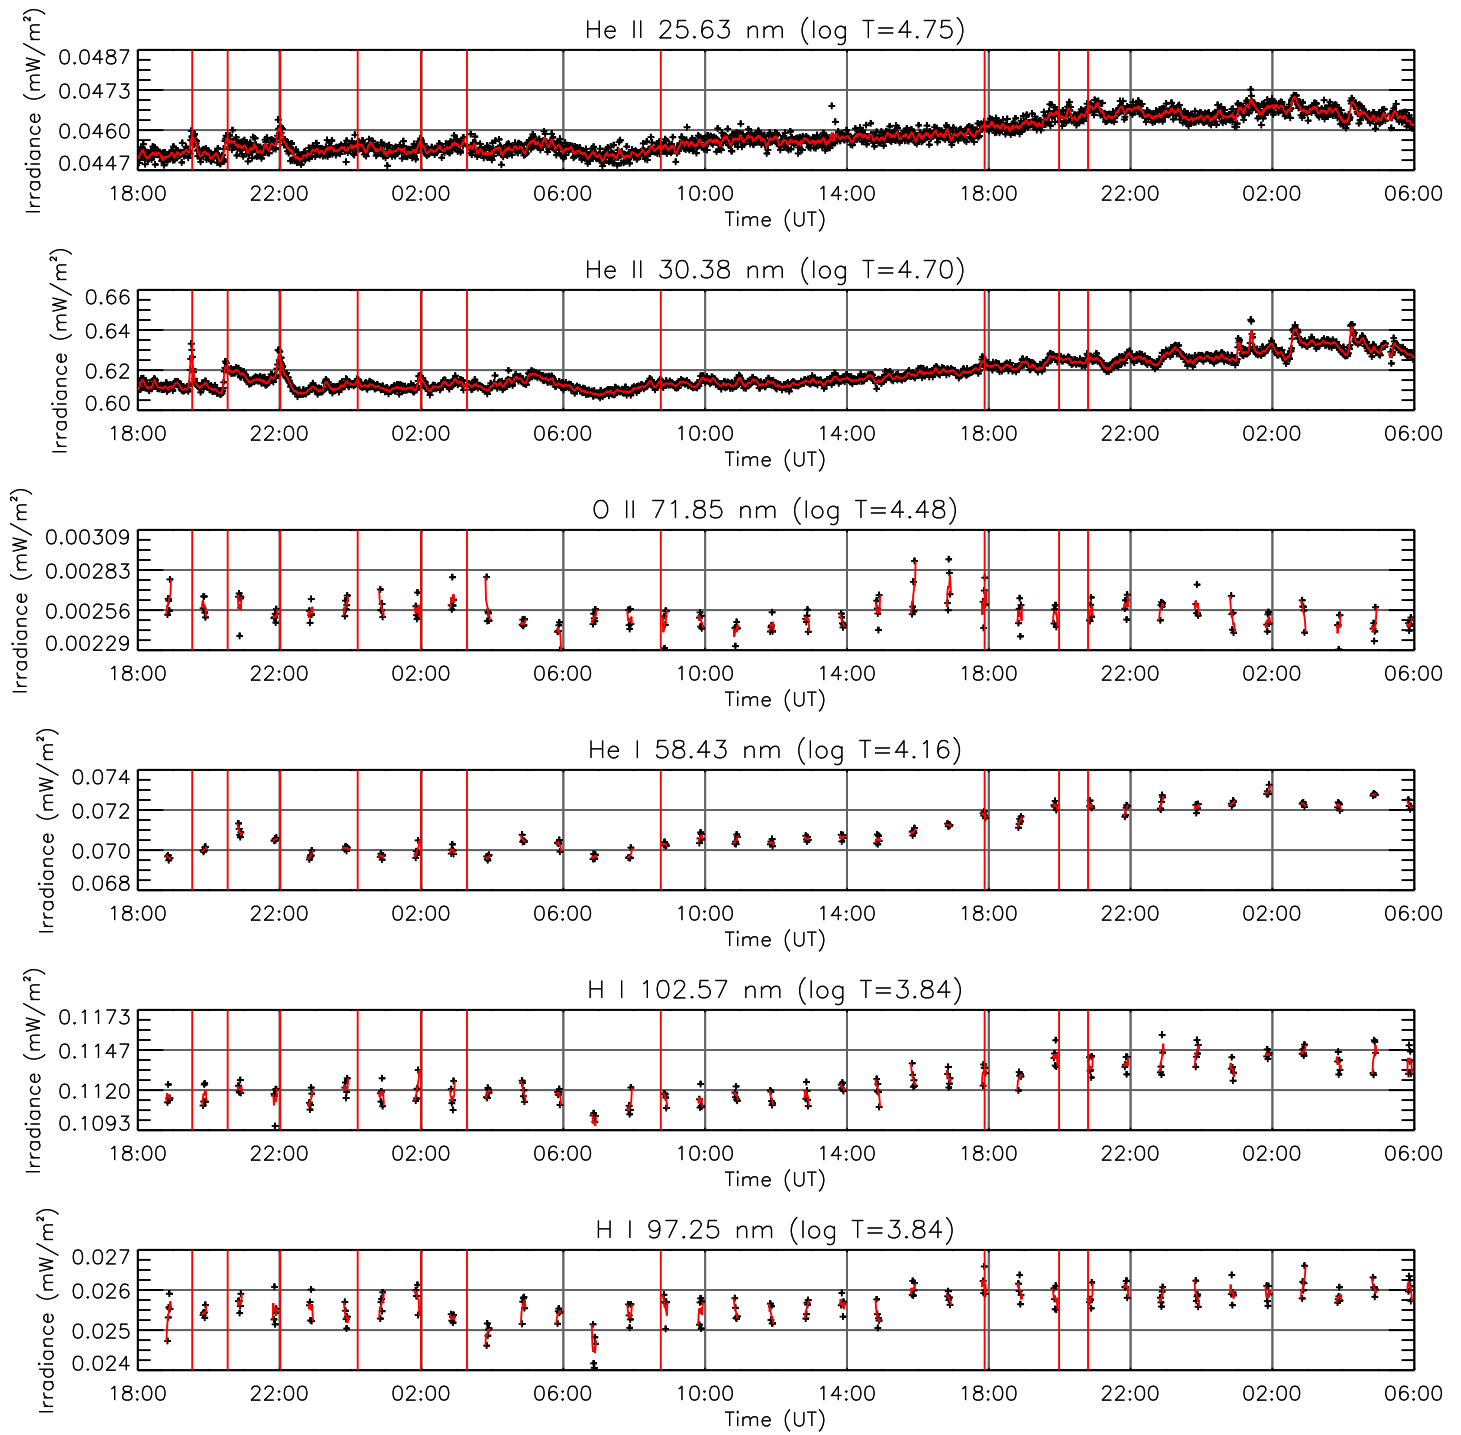 He II 25.63 nm (log T=4.75)
Irradiance (mW/m²)
0.0487
0.0473
0.0460
0.0447
18:00 22:00 02:00 06:00 10:00 14:00 18:00 22:00 02:00 06:00
Time (UT)
He II 30.38 nm (log T=4.70)
Irradiance (mW/m²)
0.66
0.64
0.62
0.60
18:00 22:00 02:00 06:00 10:00 14:00 18:00 22:00 02:00 06:00
Time (UT)
O II 71.85 nm (log T=4.48)
Irradiance (mW/m²)
0.00309
0.00283
0.00256
0.00229
18:00 22:00 02:00 06:00 10:00 14:00 18:00 22:00 02:00 06:00
Time (UT)
He I 58.43 nm (log T=4.16)
Irradiance (mW/m²)
0.074
0.072
0.070
0.068
18:00 22:00 02:00 06:00 10:00 14:00 18:00 22:00 02:00 06:00
Time (UT)
H I 102.57 nm (log T=3.84)
Irradiance (mW/m²)
0.1173
0.1147
0.1120
0.1093
18:00 22:00 02:00 06:00 10:00 14:00 18:00 22:00 02:00 06:00
Time (UT)
H I 97.25 nm (log T=3.84)
Irradiance (mW/m²)
0.027
0.026
0.025
0.024
18:00 22:00 02:00 06:00 10:00 14:00 18:00 22:00 02:00 06:00
Time (UT)